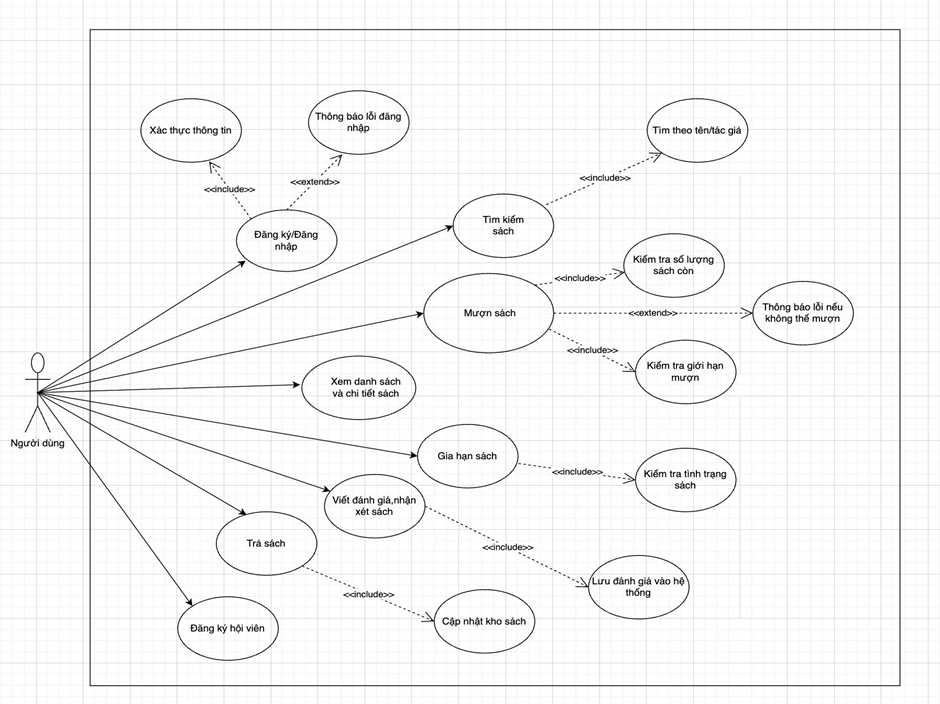 Xác thực thông tin
Thông báo lỗi đăng
nhập
Tìm theo tên/tác giả
<<include>>
<<extend>>
<<include>>
Đăng ký/Đăng
nhập
Tìm kiếm
sách
Kiểm tra số lượng
sách còn
<<include>>
Mượn sách
<<extend>>
Thông báo lỗi nếu
không thể mượn
<<include>>
Kiểm tra giới hạn
mượn
Xem danh sách
và chi tiết sách
Người dùng
Gia hạn sách
<<include>>
Kiểm tra tình trạng
sách
Viết đánh giá,nhận
xét sách
Trả sách
<<include>>
Lưu đánh giá vào hệ
thống
<<include>>
Cập nhật kho sách
Đăng ký hội viên